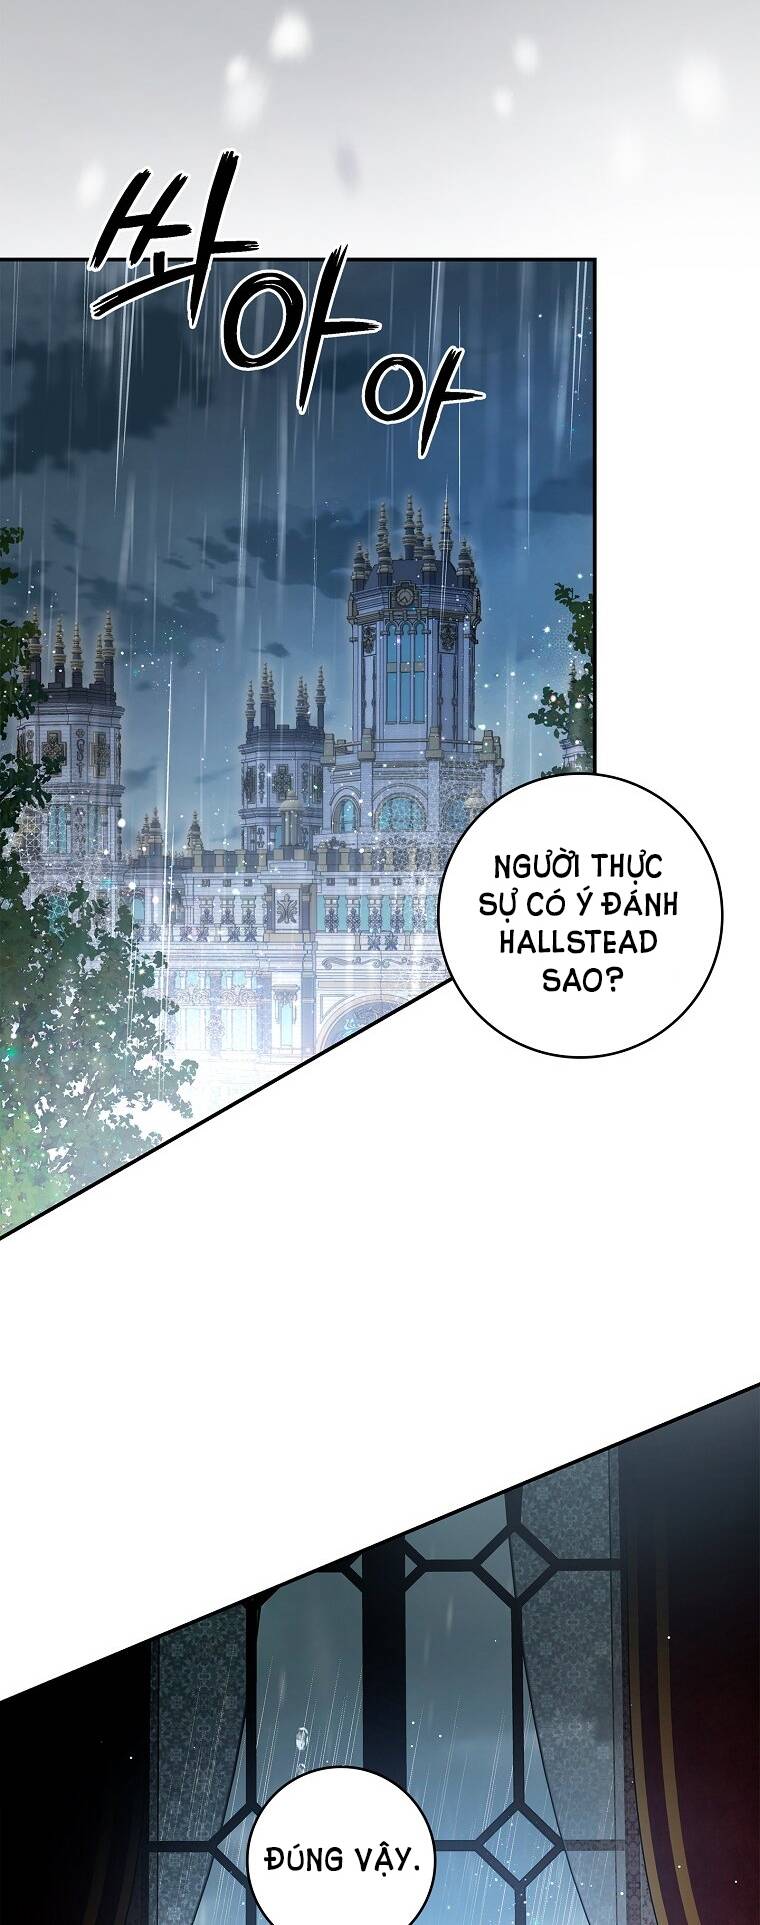 쏴아아
NGƯỜI THỰC
SỰ CÓ Ý ĐÁNH
HALLSTEAD
SAO?
ĐÚNG VẬY.